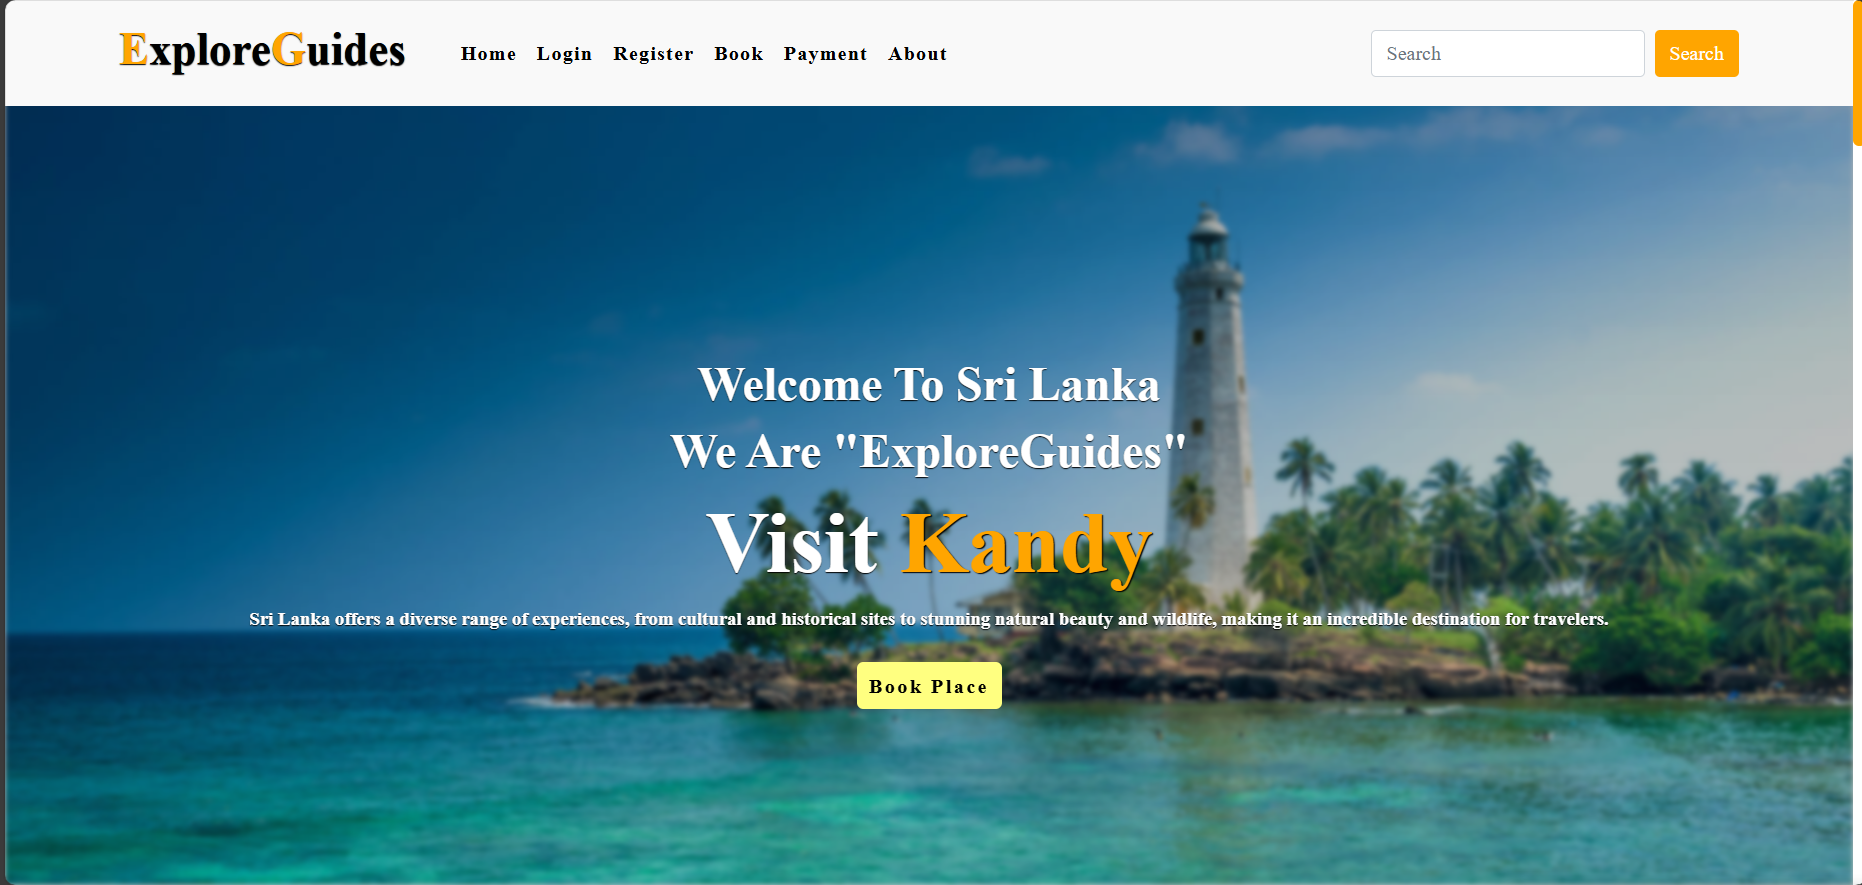 ExploreGuides Home Login Register Book Payment About Search Search
Welcome To Sri Lanka
We Are "ExploreGuides"
Visit Kandy
Sri Lanka offers a diverse range of experiences, from cultural and historical sites to stunning natural beauty and wildlife, making it an incredible destination for travelers.
Book Place